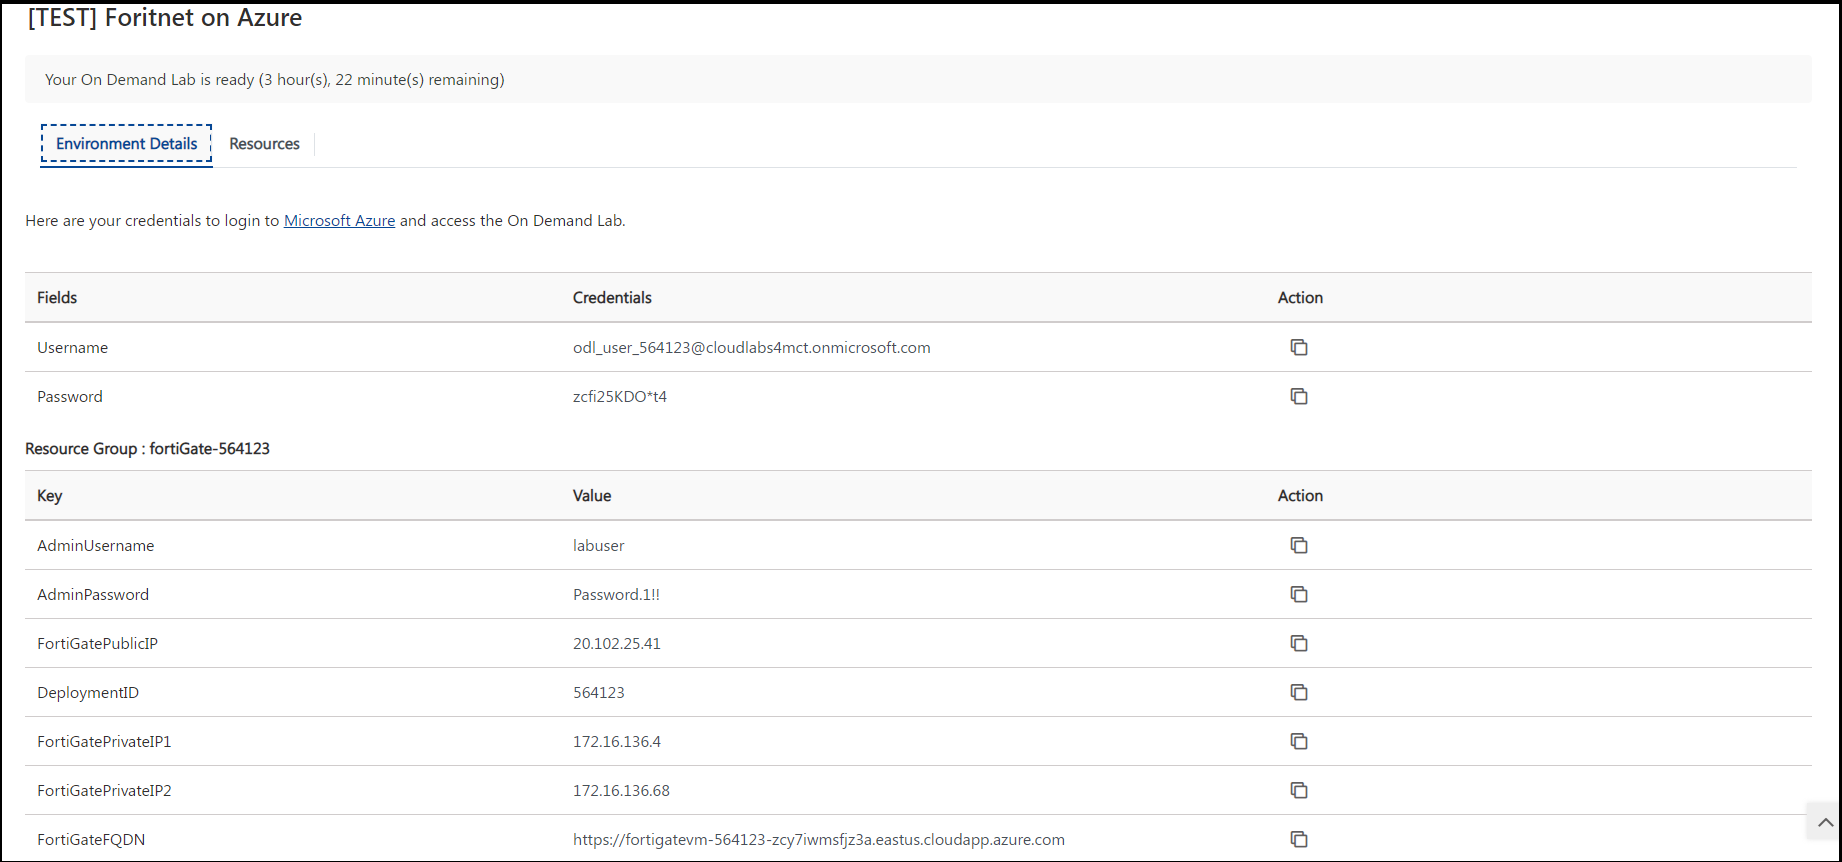 [TEST] Foritnet on Azure
Your On Demand Lab is ready (3 hour(s), 22 minute(s) remaining)
Environment Details Resources
Here are your credentials to login to Microsoft Azure and access the On Demand Lab.
Fields Credentials Action
Username odl_user_564123@cloudlabs4mct.onmicrosoft.com
Password zcfi25KDO*t4
Resource Group : fortiGate-564123
Key Value Action
AdminUsername labuser
AdminPassword Password.1!!
FortiGatePublicIP 20.102.25.41
DeploymentID 564123
FortiGatePrivateIP1 172.16.136.4
FortiGatePrivateIP2 172.16.136.68
FortiGateFQDN https://fortigatevm-564123-zcy7iwmsfjz3a.eastus.cloudapp.azure.com